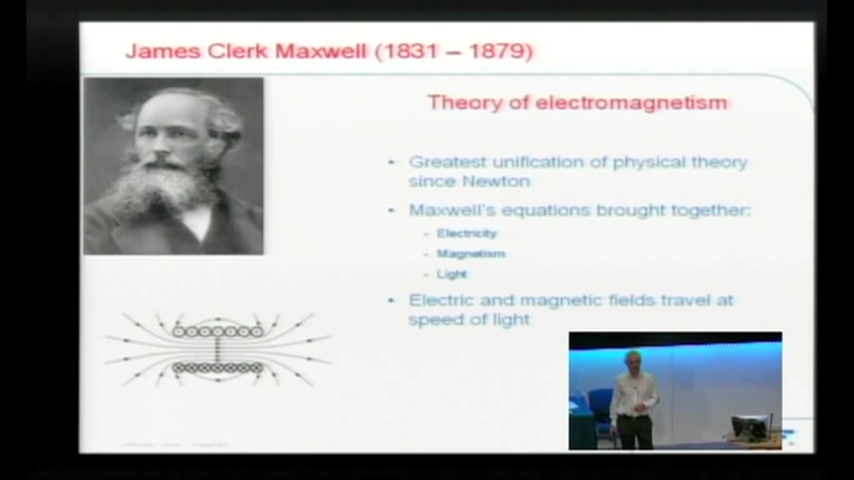 James Clerk Maxwell (1831 – 1879)
Theory of electromagnetism
• Greatest unification of physical theory
since Newton
• Maxwell's equations brought together:
- Electricity
- Magnetism
- Light
• Electric and magnetic fields travel at
speed of light